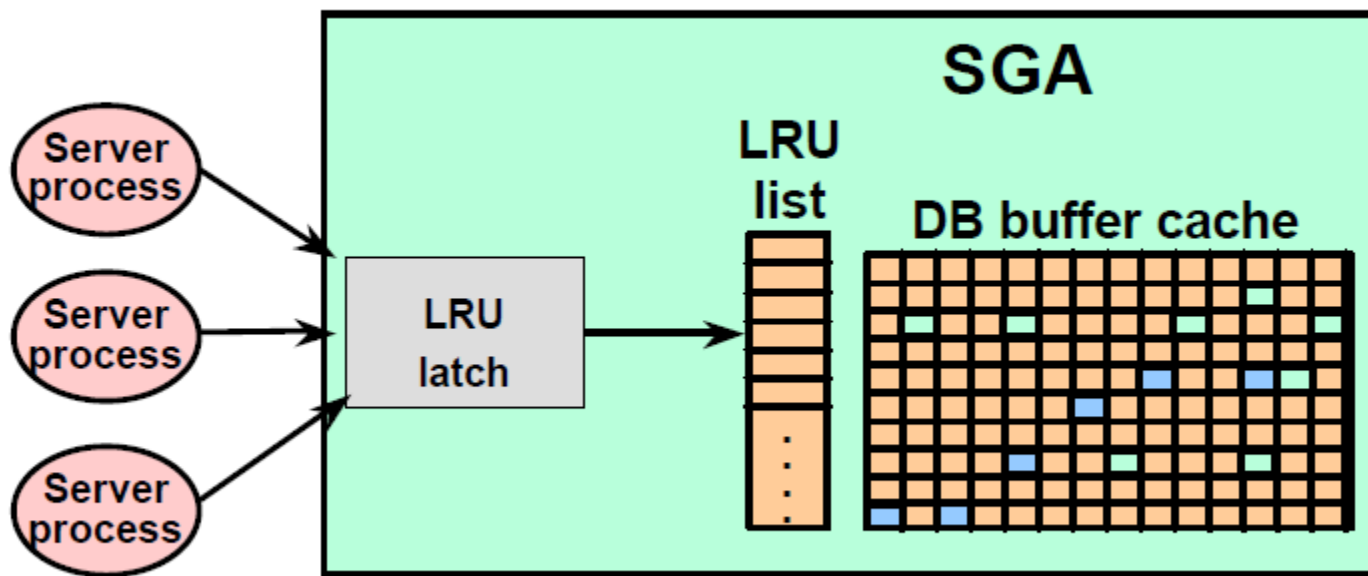 SGA
Server
process
Server
process
Server
process
LRU
latch
LRU
list
DB buffer cache